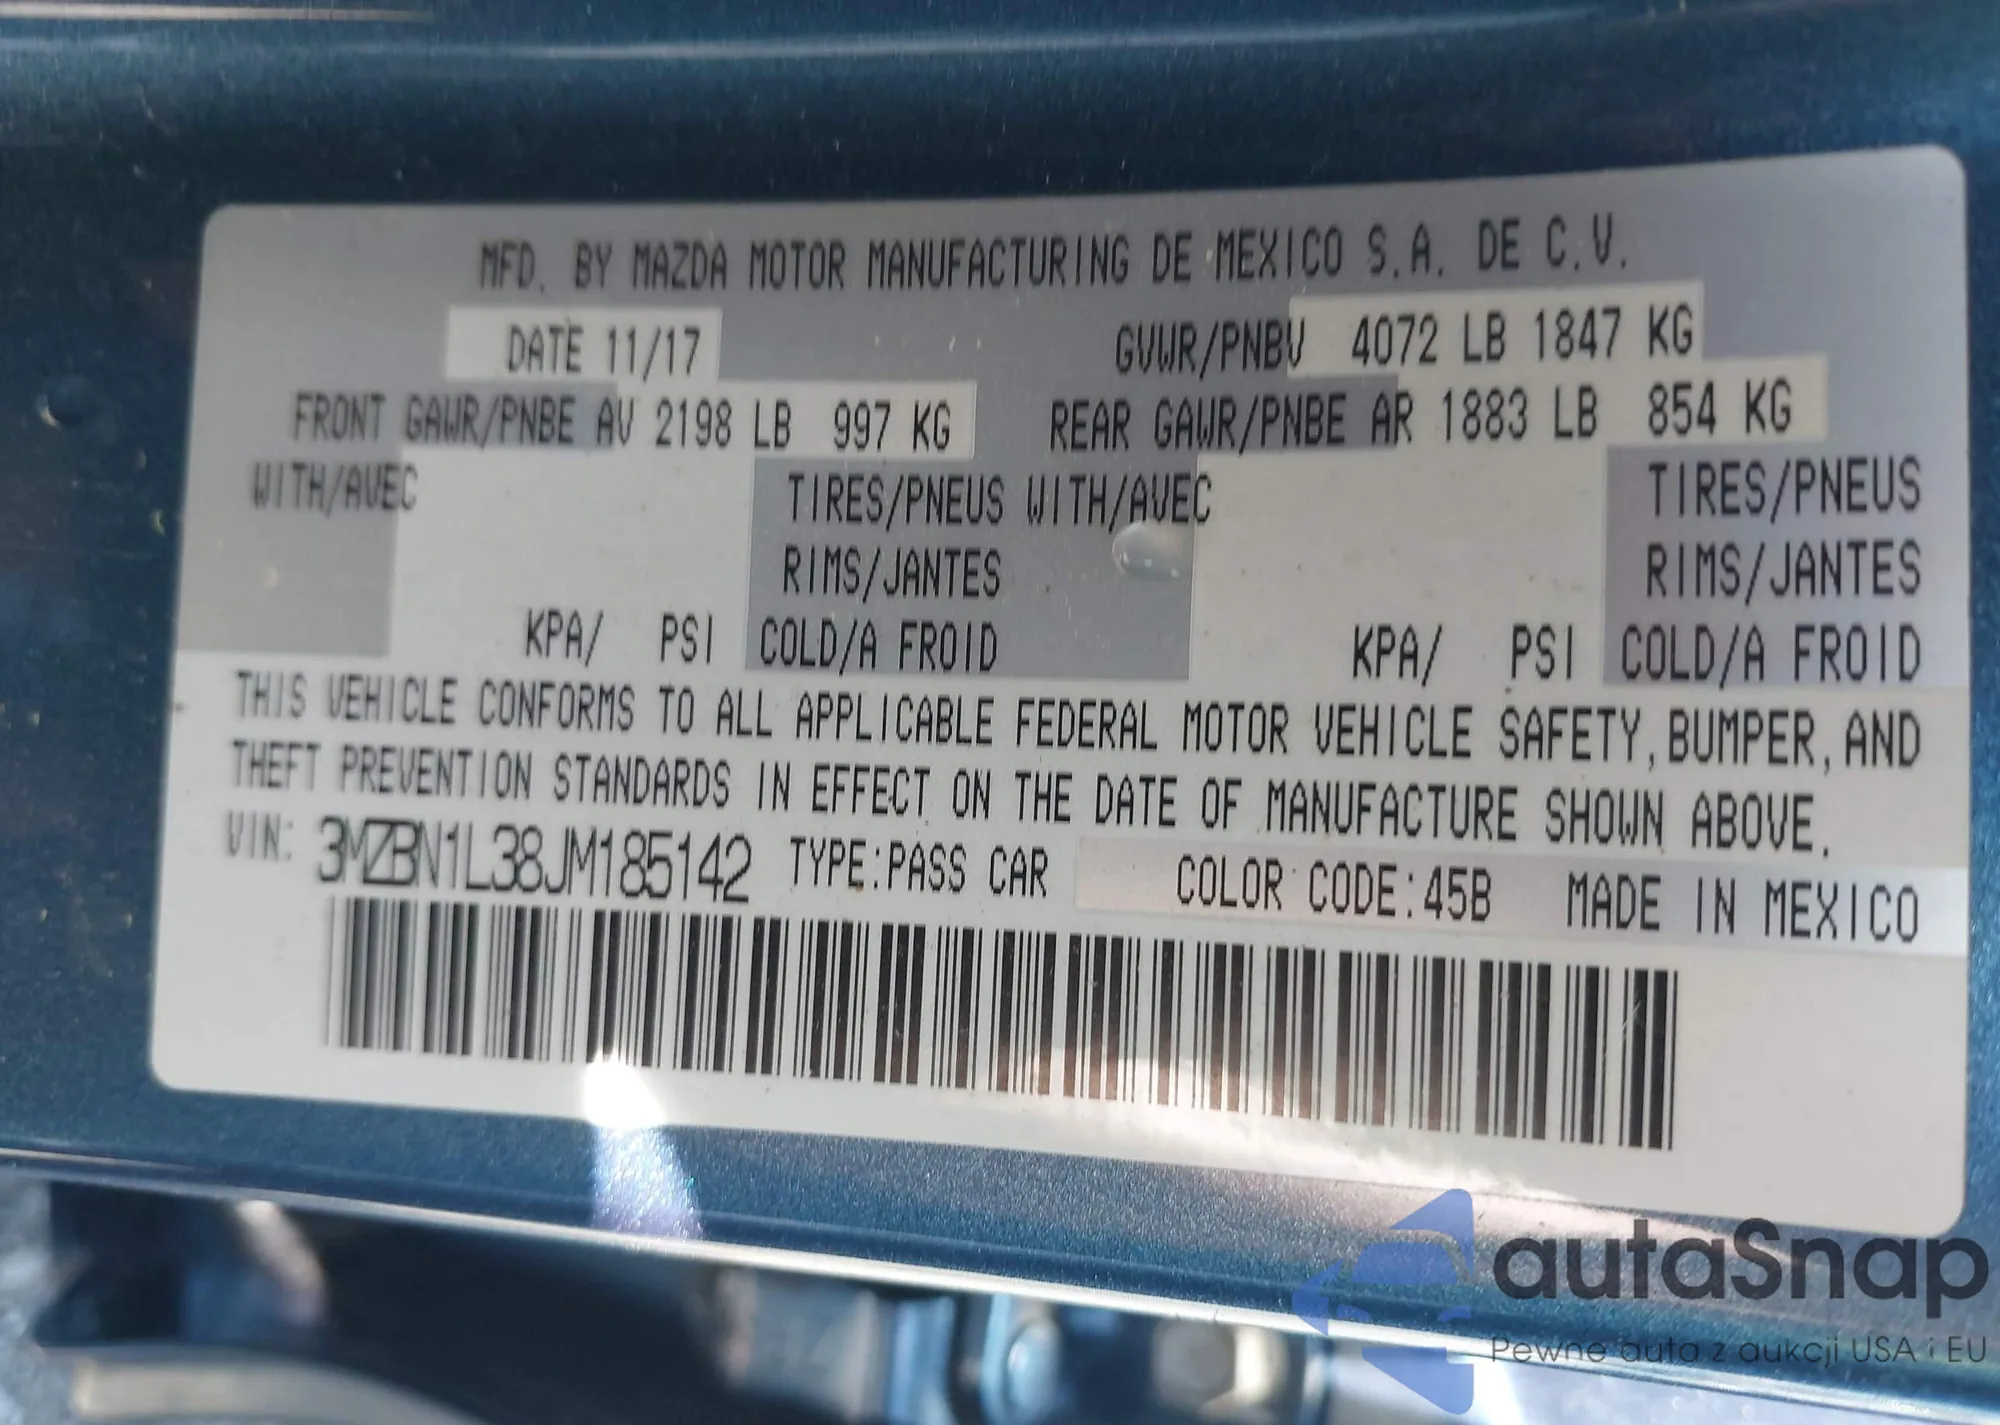 MFD. BY MAZDA MOTOR MANUFACTURING DE MEXICO S.A. DE C.V.
DATE 11/17 GVWR/PNBV 4072 LB 1847 KG
FRONT GAWR/PNBE AV 2198 LB 997 KG REAR GAWR/PNBE AR 1883 LB 854 KG
WITH/AVEC TIRES/PNEUS WITH/AVEC TIRES/PNEUS
RIMS/JANTES RIMS/JANTES
KPA/ PSI COLD/A FROID KPA/ PSI COLD/A FROID
THIS VEHICLE CONFORMS TO ALL APPLICABLE FEDERAL MOTOR VEHICLE SAFETY, BUMPER, AND
THEFT PREVENTION STANDARDS IN EFFECT ON THE DATE OF MANUFACTURE SHOWN ABOVE.
VIN: 3MZBN1L38JM185142 TYPE:PASS CAR COLOR CODE:45B MADE IN MEXICO
autaSnap
Pewne auta z aukcji USA i EU